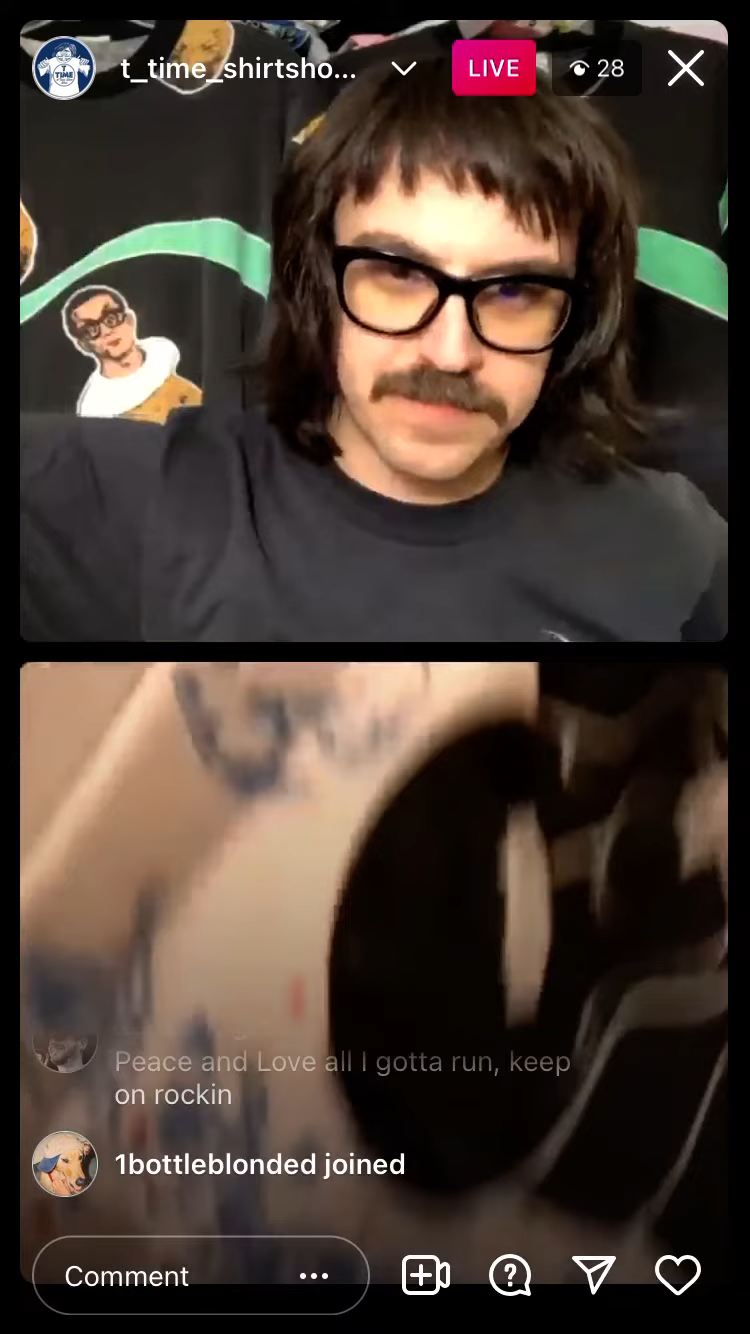 t_time_shirtsho...
LIVE
28
Peace and Love all I gotta run, keep
on rockin
1bottleblonded joined
Comment